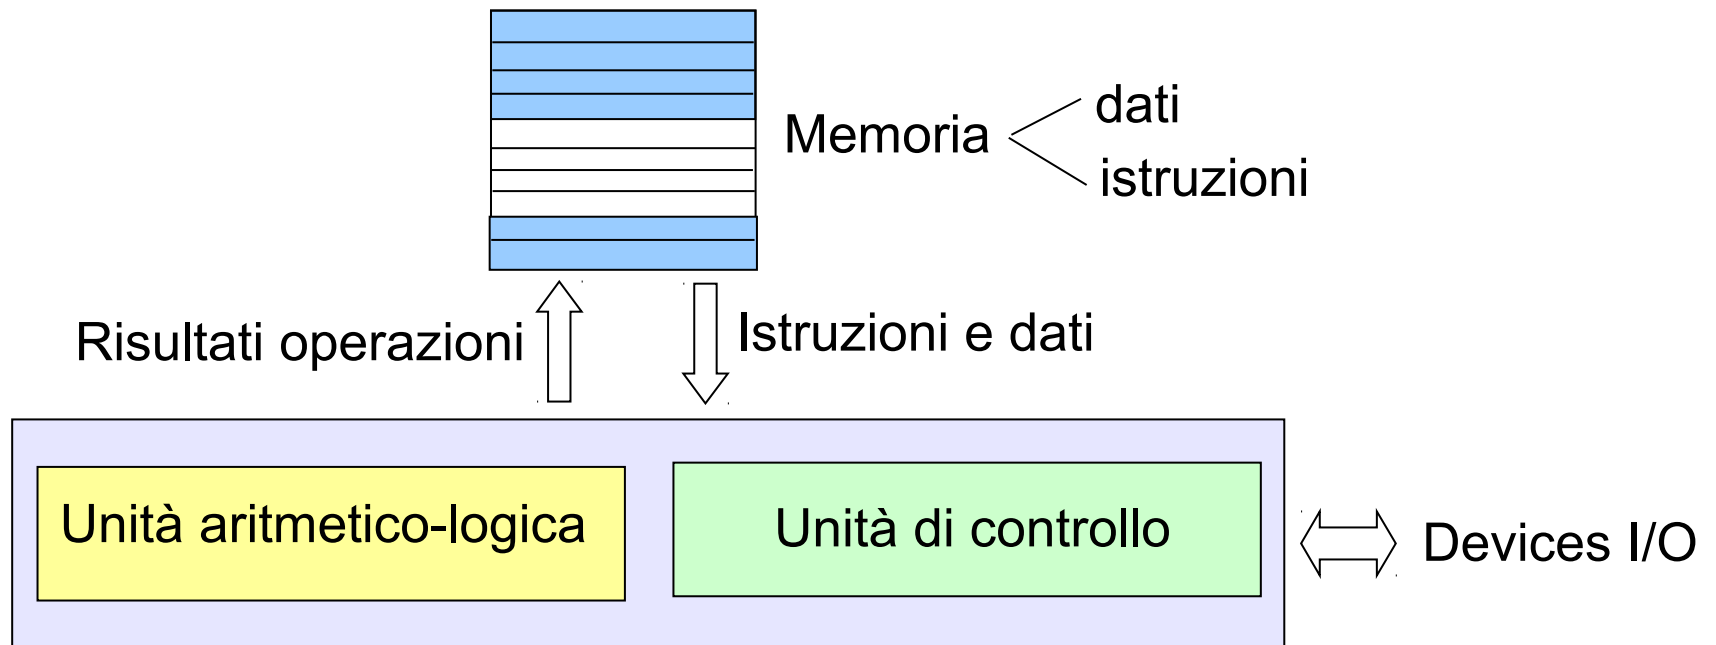 dati
Memoria
istruzioni
Risultati operazioni
Istruzioni e dati
Unità aritmetico-logica
Unità di controllo
Devices I/O